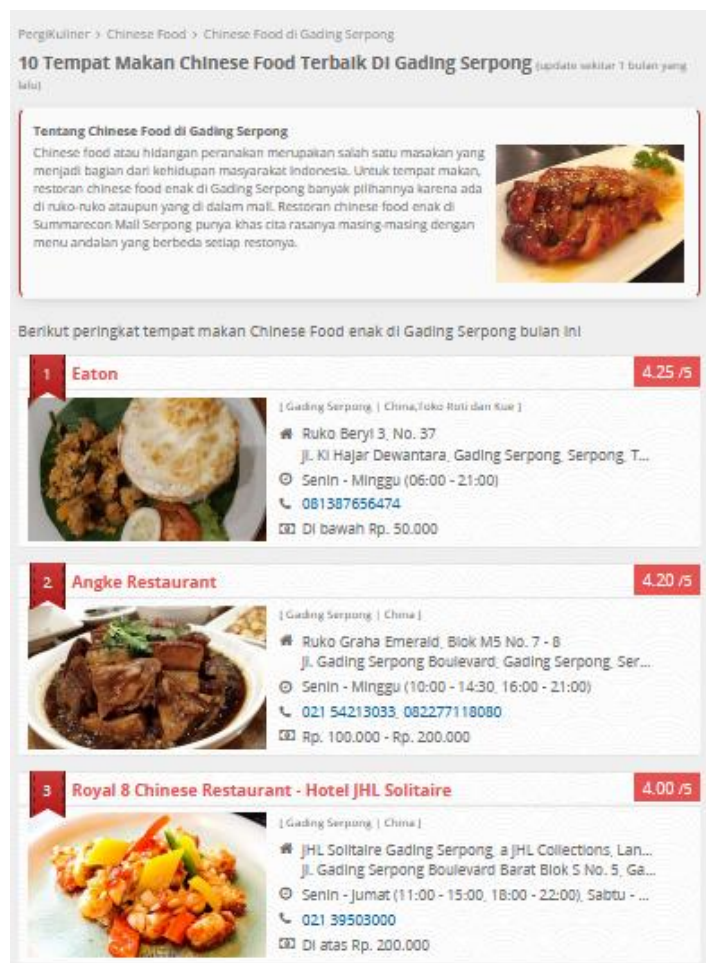 PergiKuliner > Chinese Food > Chinese Food di Gading Serpong
10 Tempat Makan Chinese Food Terbaik Di Gading Serpong (update sekitar 1 bulan yang
lalu)
Tentang Chinese Food di Gading Serpong
Chinese food atau hidangan peranakan merupakan salah satu masakan yang
menjadi bagian dari kehidupan masyarakat Indonesia. Untuk tempat makan,
restoran chinese food enak di Gading Serpong banyak pilihannya karena ada
di ruko-ruko ataupun yang di dalam mall. Restoran chinese food enak di
Summarecon Mall Serpong punya khas cita rasanya masing-masing dengan
menu andalan yang berbeda setiap restonya.
Berikut peringkat tempat makan Chinese Food enak di Gading Serpong bulan ini
1 Eaton 4.25 /5
[ Gading Serpong | China,Toko Roti dan Kue ]
Ruko Beryl 3, No. 37
Jl. Ki Hajar Dewantara, Gading Serpong, Serpong, T...
Senin - Minggu (06:00 - 21:00)
081387656474
Di bawah Rp. 50.000
2 Angke Restaurant 4.20 /5
[ Gading Serpong | China ]
Ruko Graha Emerald, Blok M5 No. 7 - 8
Jl. Gading Serpong Boulevard, Gading Serpong, Ser...
Senin - Minggu (10:00 - 14:30, 16:00 - 21:00)
021 54213033, 082277118080
Rp. 100.000 - Rp. 200.000
3 Royal 8 Chinese Restaurant - Hotel JHL Solitaire 4.00 /5
[ Gading Serpong | China ]
JHL Solitaire Gading Serpong, a JHL Collections, Lan...
Jl. Gading Serpong Boulevard Barat Blok S No. 5, Ga...
Senin - Jumat (11:00 - 15:00, 18:00 - 22:00), Sabtu - ...
021 39503000
Di atas Rp. 200.000